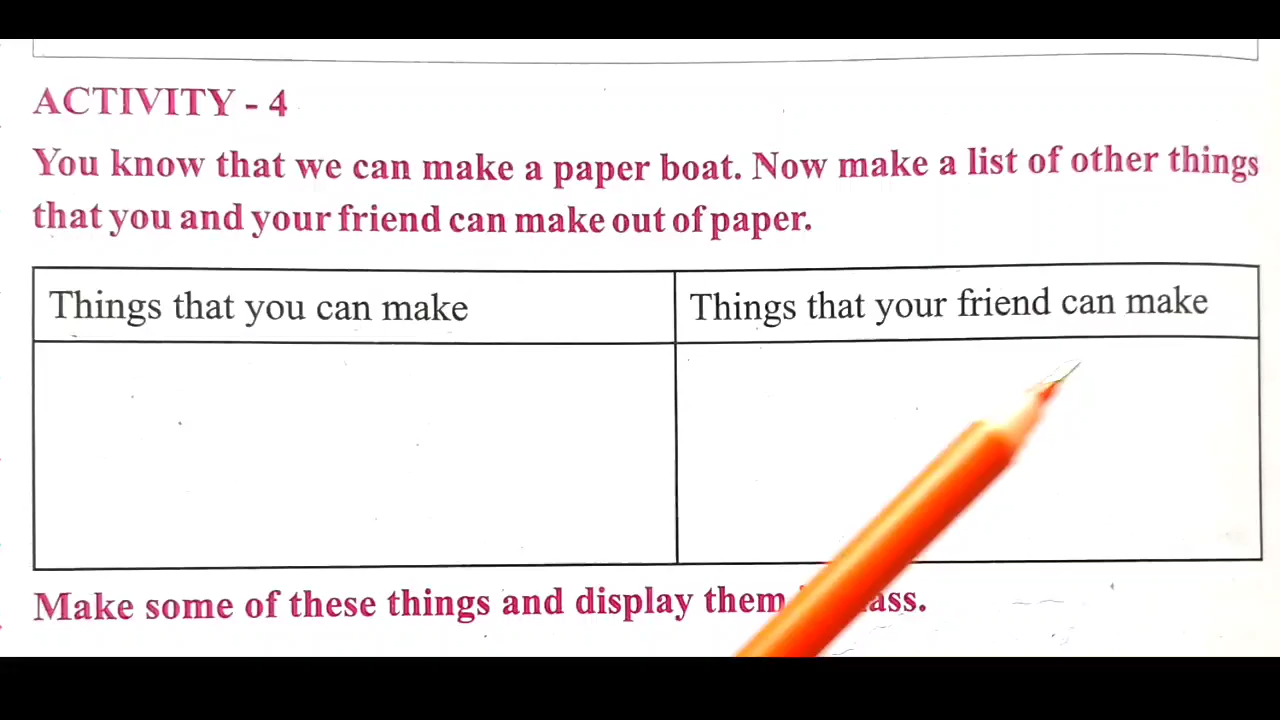 ACTIVITY - 4
You know that we can make a paper boat. Now make a list of other things
that you and your friend can make out of paper.
Things that you can make
Things that your friend can make
Make some of these things and display them